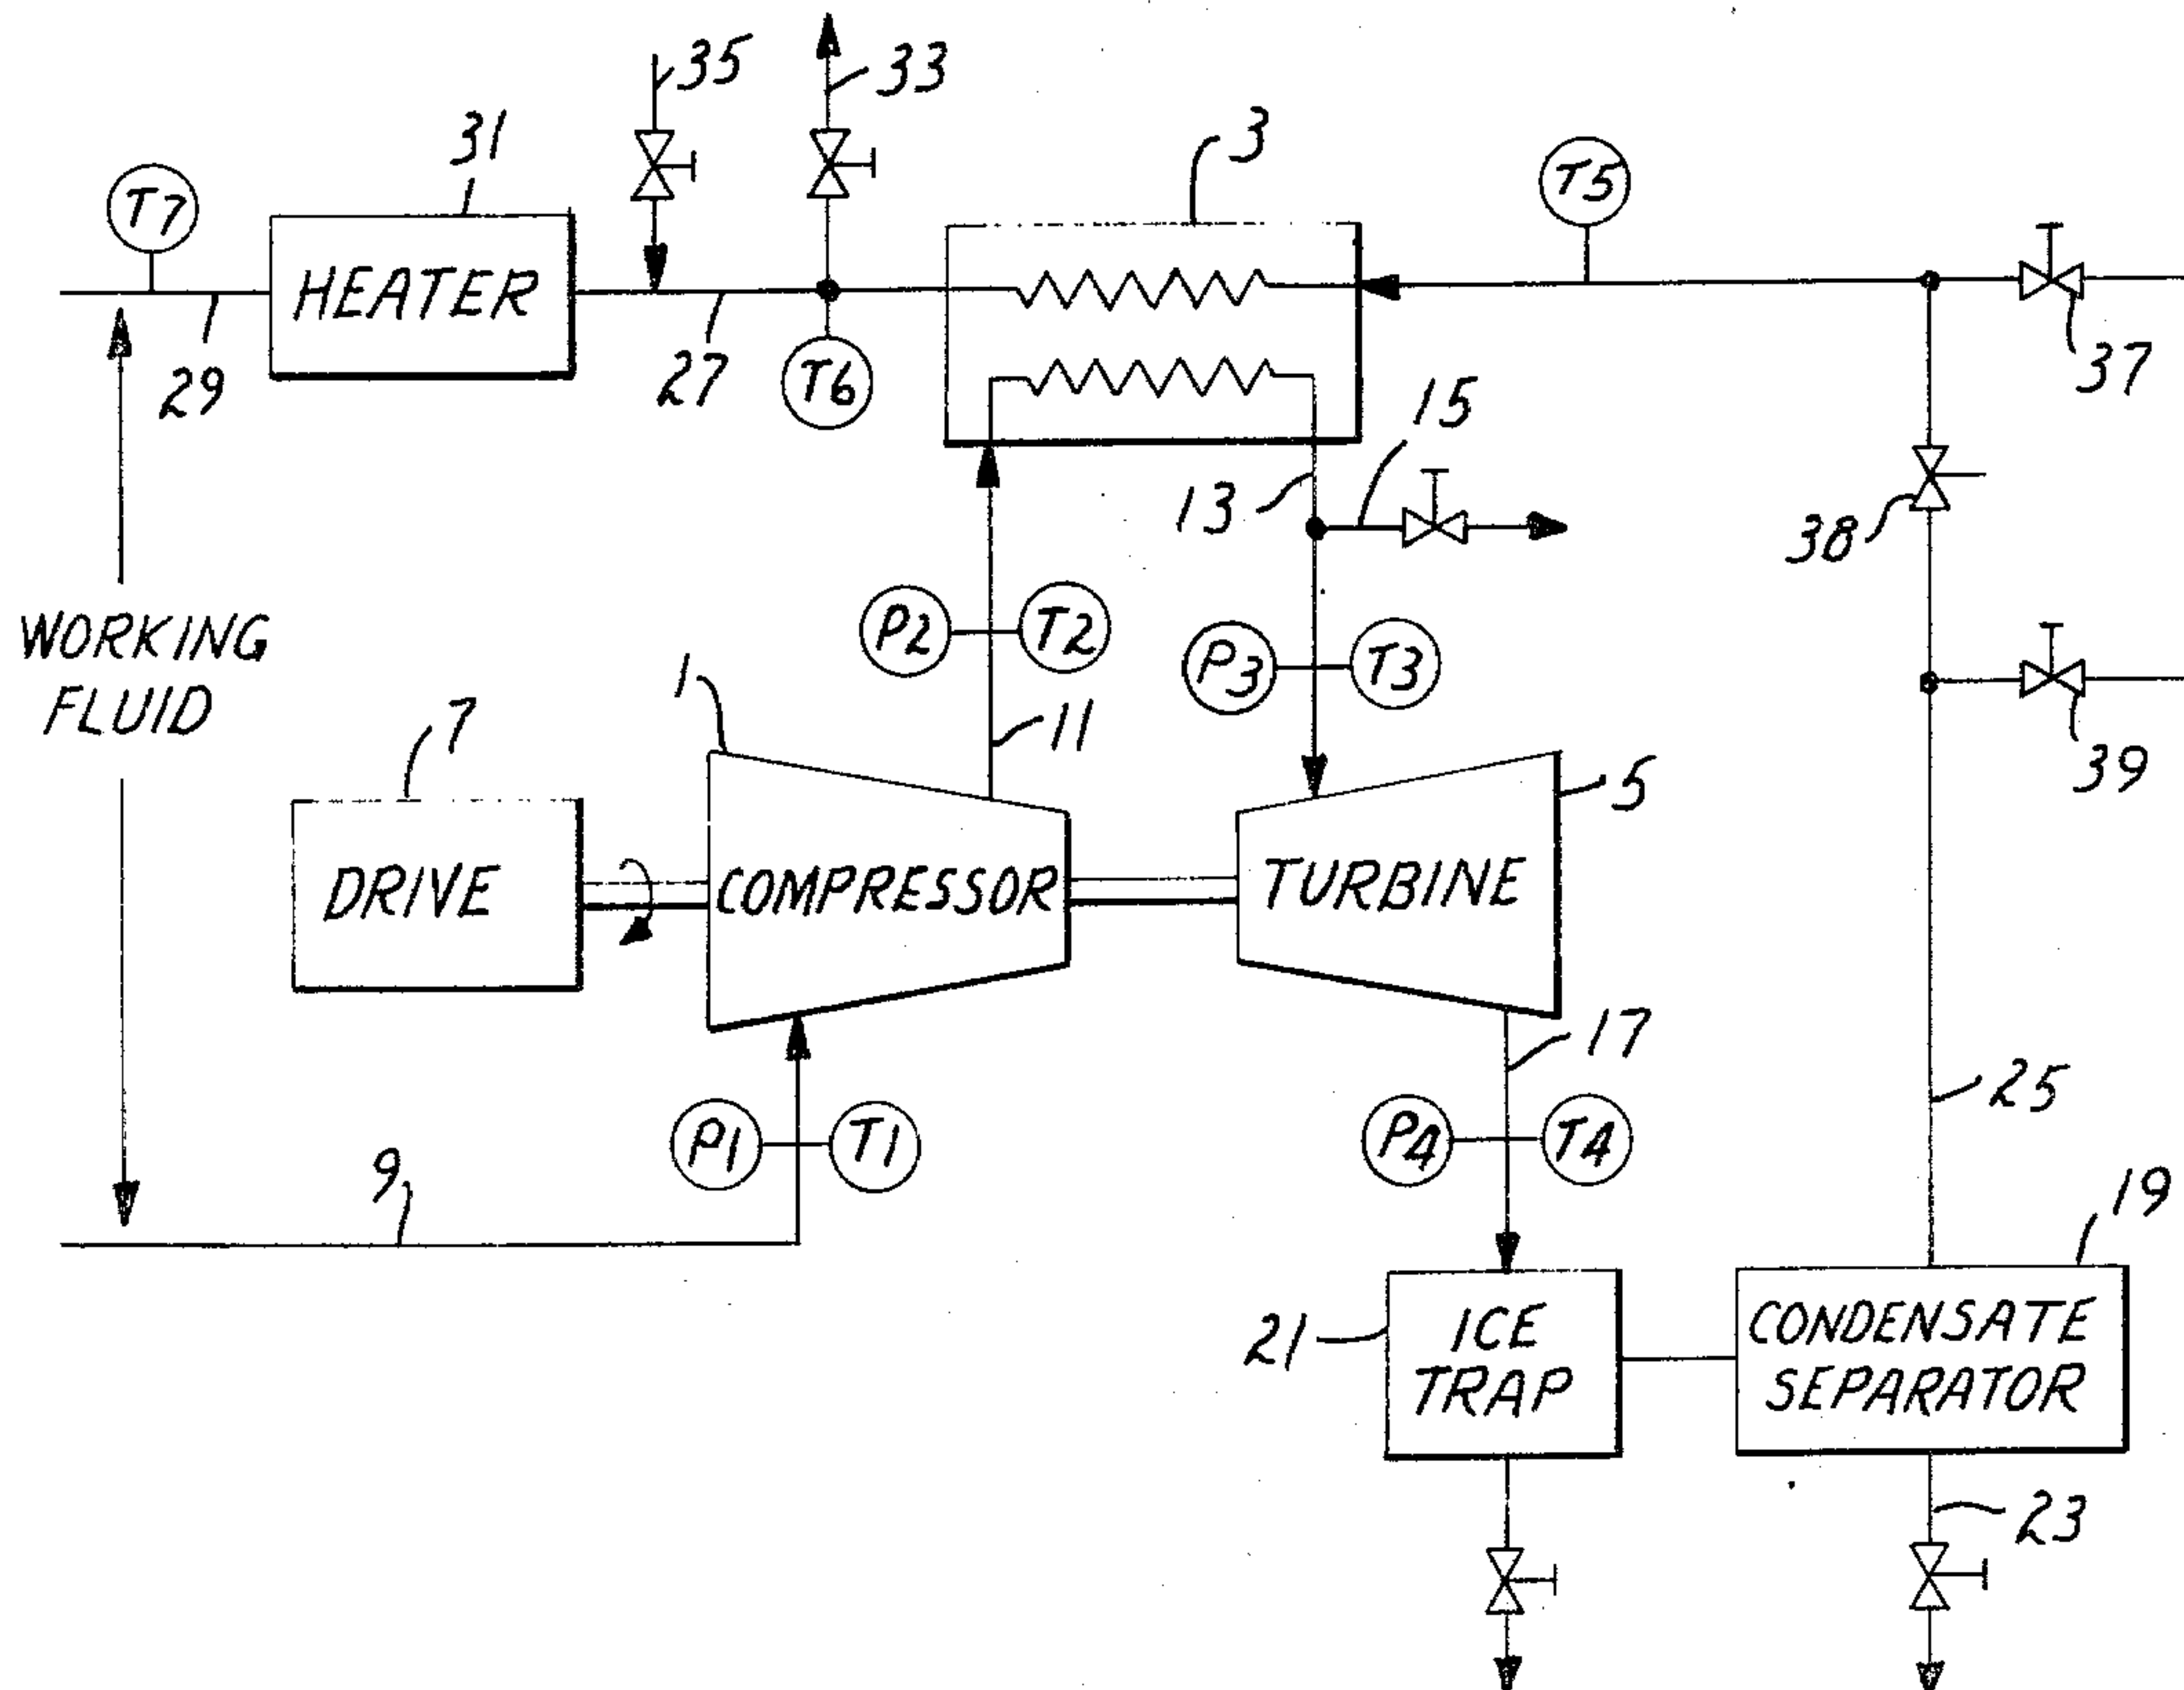 35
33
31
3
T7
T5
HEATER
29
27
T6
37
15
13
38
WORKING
FLUID
P2
T2
P3
T3
1
11
7
39
5
DRIVE
COMPRESSOR
TURBINE
17
25
P1
T1
P4
T4
9
19
21
ICE
TRAP
CONDENSATE
SEPARATOR
23